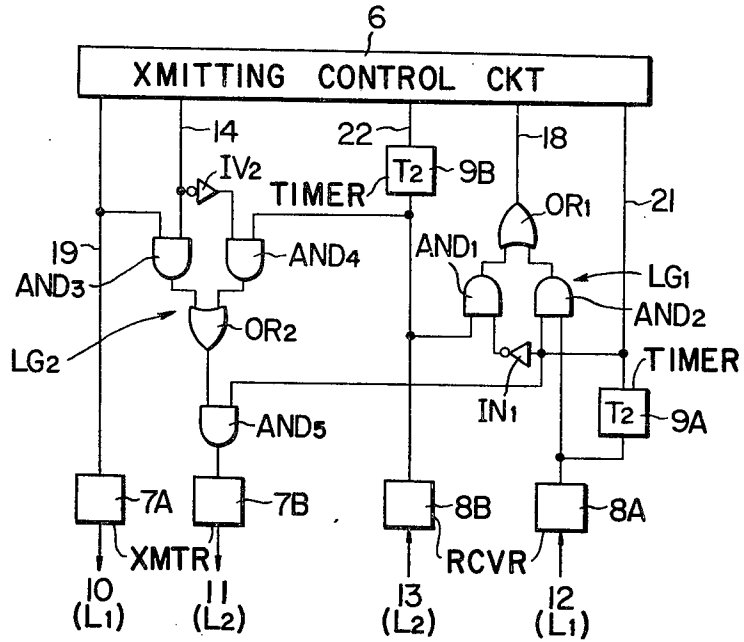 6
XMITTING CONTROL CKT
14
22
18
IV2
T2
9B
TIMER
OR1
21
19
AND3
AND4
AND1
LG1
AND2
LG2
OR2
IN1
TIMER
T2
9A
AND5
7A
7B
8B
8A
XMTR
RCVR
10
11
13
12
(L1)
(L2)
(L2)
(L1)